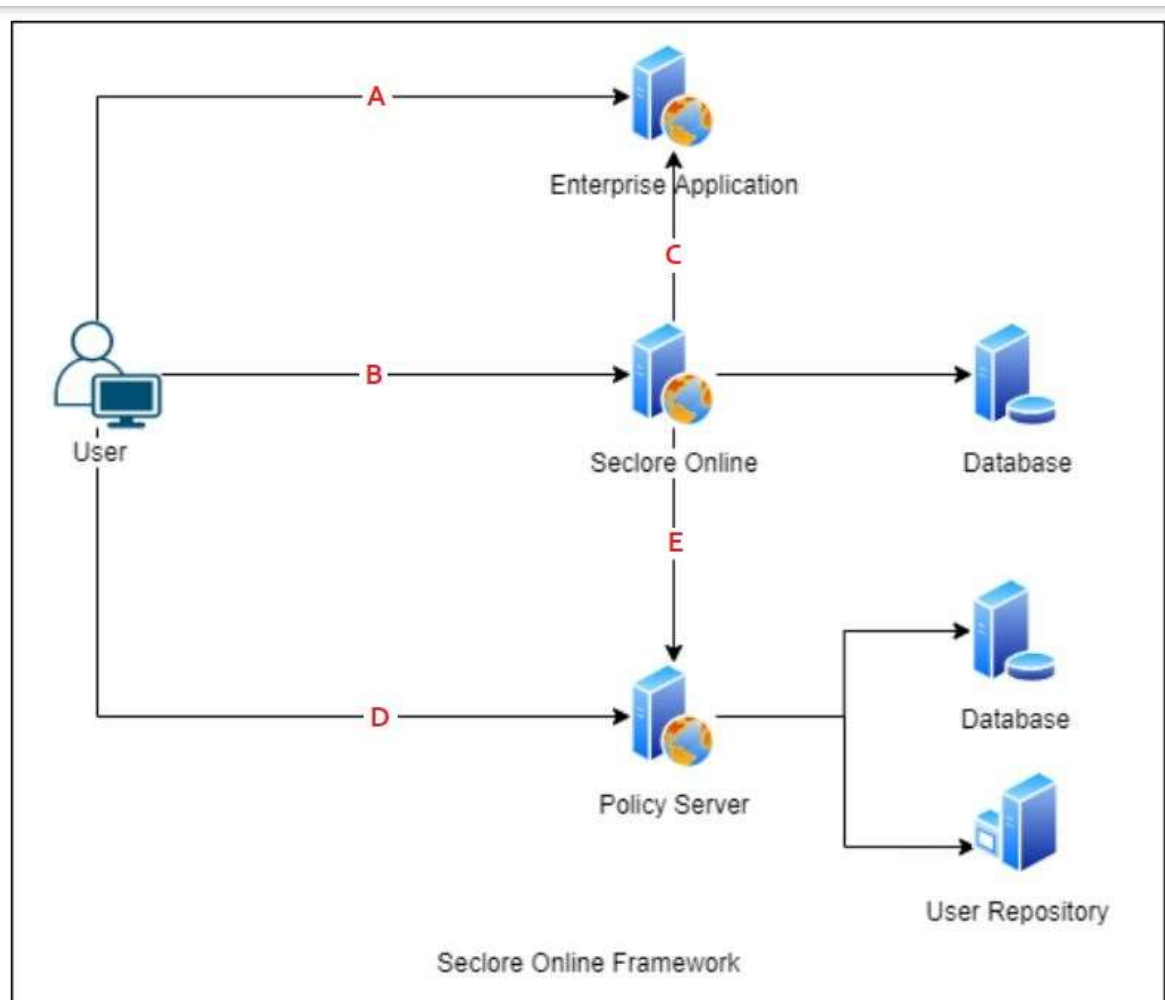 A
Enterprise Application
C
B
User
Seclore Online
Database
E
D
Database
Policy Server
User Repository
Seclore Online Framework